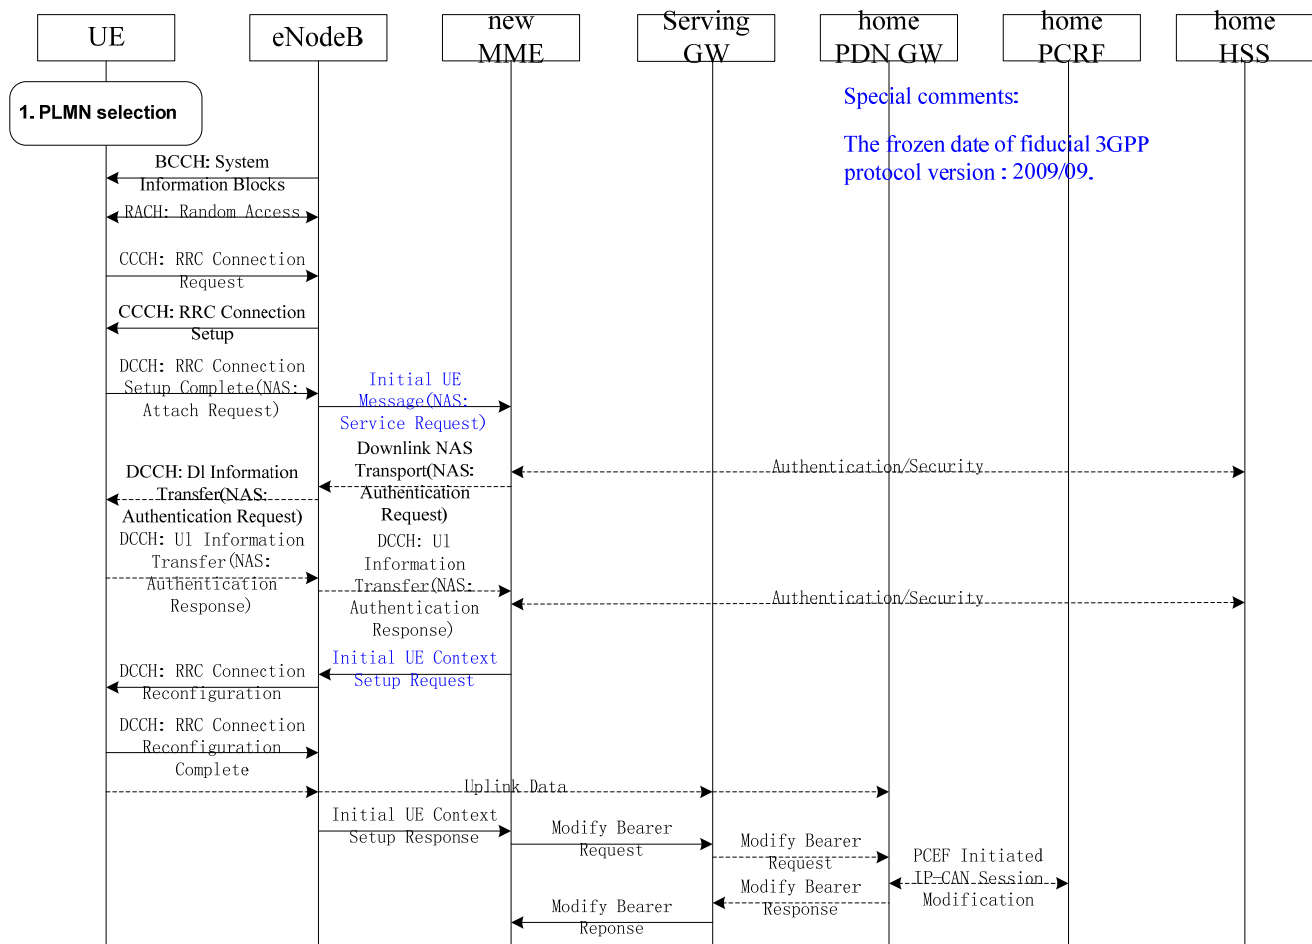 UE
eNodeB
new
MME
Serving
GW
home
PDN GW
home
PCRF
home
HSS
1. PLMN selection
Special comments:
The frozen date of fiducial 3GPP
protocol version : 2009/09.
BCCH: System
Information Blocks
RACH: Random Access
CCCH: RRC Connection
Request
CCCH: RRC Connection
Setup
DCCH: RRC Connection
Setup Complete(NAS:
Attach Request)
Initial UE
Message(NAS:
Service Request)
Downlink NAS
Transport(NAS:
Authentication
Request)
Authentication/Security
DCCH: Dl Information
Transfer(NAS:
Authentication Request)
DCCH: Ul Information
Transfer(NAS:
Authentication
Response)
DCCH: Ul
Information
Transfer(NAS:
Authentication
Response)
Authentication/Security
Initial UE Context
Setup Request
DCCH: RRC Connection
Reconfiguration
DCCH: RRC Connection
Reconfiguration
Complete
Uplink Data
Initial UE Context
Setup Response
Modify Bearer
Request
Modify Bearer
Request
PCEF Initiated
IP-CAN Session
Modification
Modify Bearer
Response
Modify Bearer
Reponse